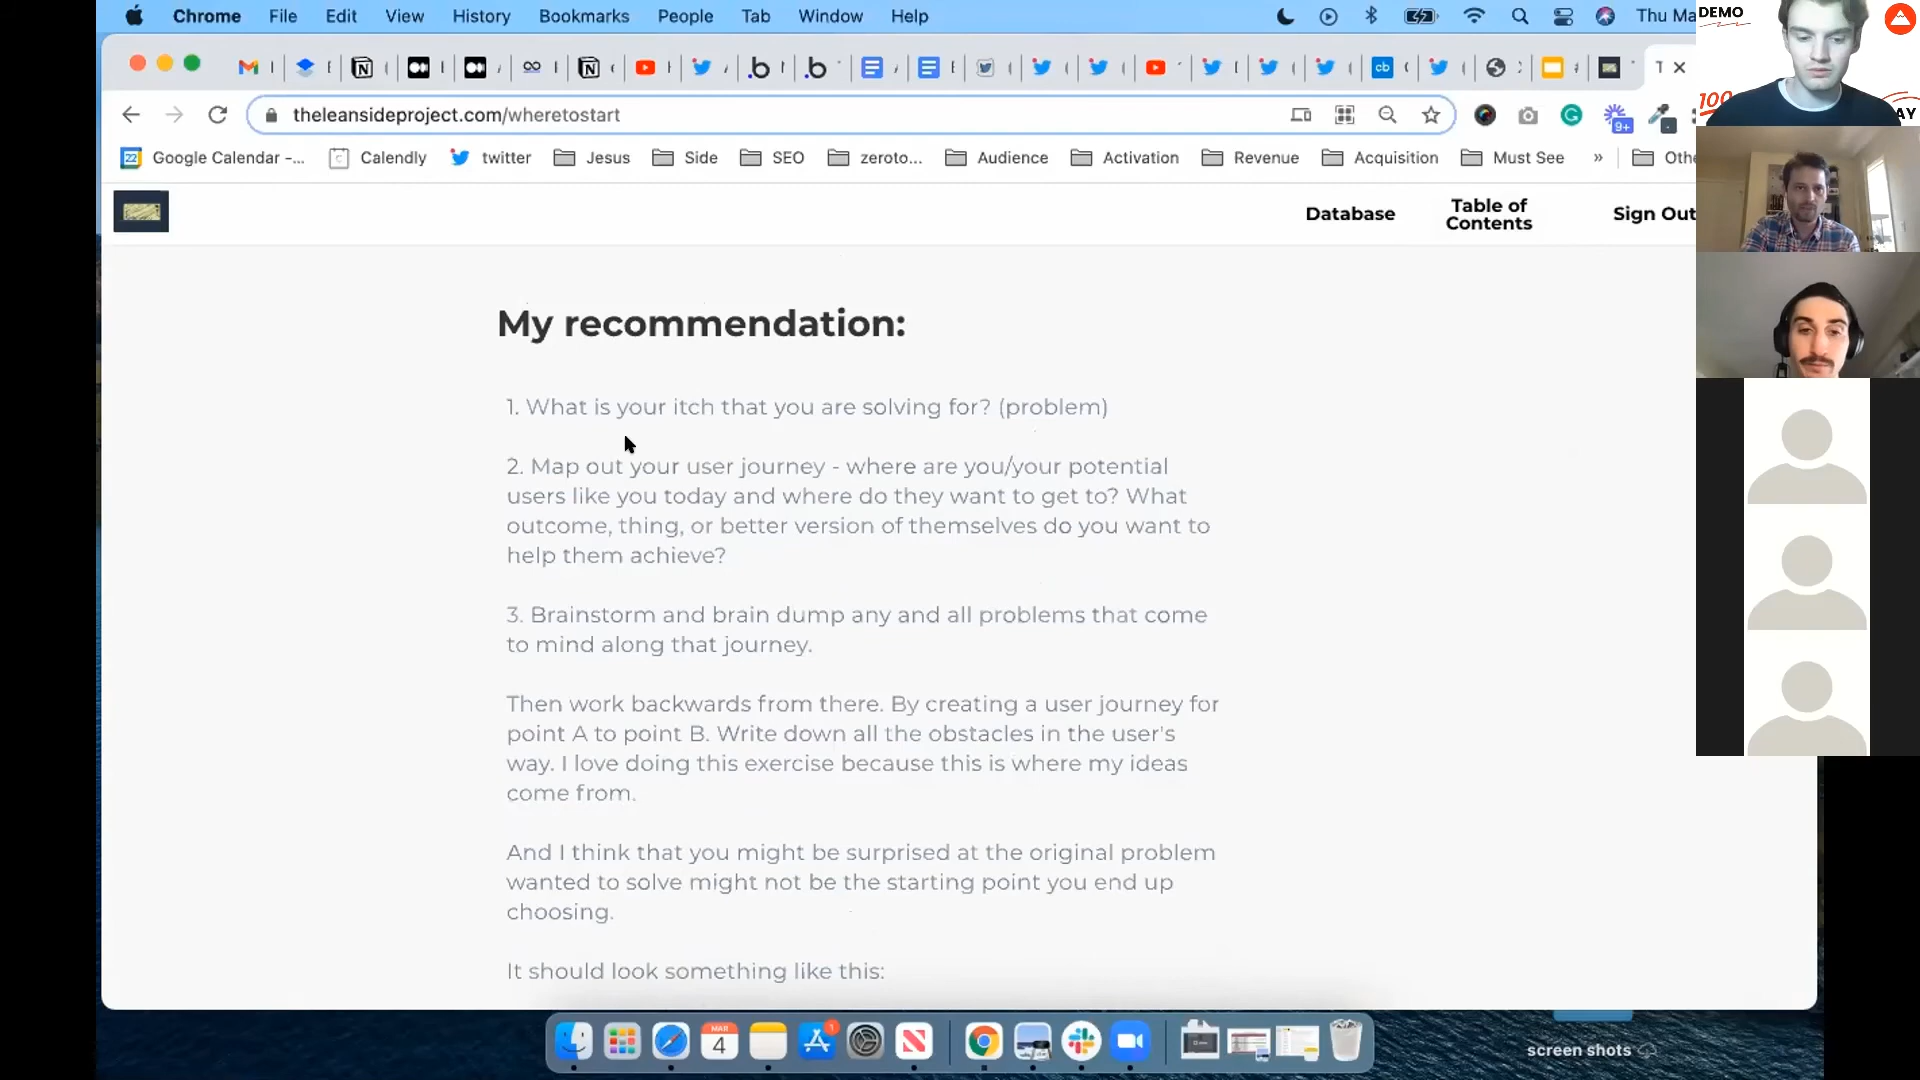 Chrome File Edit View History Bookmarks People Tab Window Help
Thu Ma
DEMO
100
AY
theleansideproject.com/wheretostart
9+
22 Google Calendar -... Calendly twitter Jesus Side SEO zeroto... Audience Activation Revenue Acquisition Must See » Othe
Database
Table of
Contents
Sign Out
My recommendation:
1. What is your itch that you are solving for? (problem)
2. Map out your user journey - where are you/your potential
users like you today and where do they want to get to? What
outcome, thing, or better version of themselves do you want to
help them achieve?
3. Brainstorm and brain dump any and all problems that come
to mind along that journey.
Then work backwards from there. By creating a user journey for
point A to point B. Write down all the obstacles in the user's
way. I love doing this exercise because this is where my ideas
come from.
And I think that you might be surprised at the original problem
wanted to solve might not be the starting point you end up
choosing.
It should look something like this:
MAR
4
1
screen shots